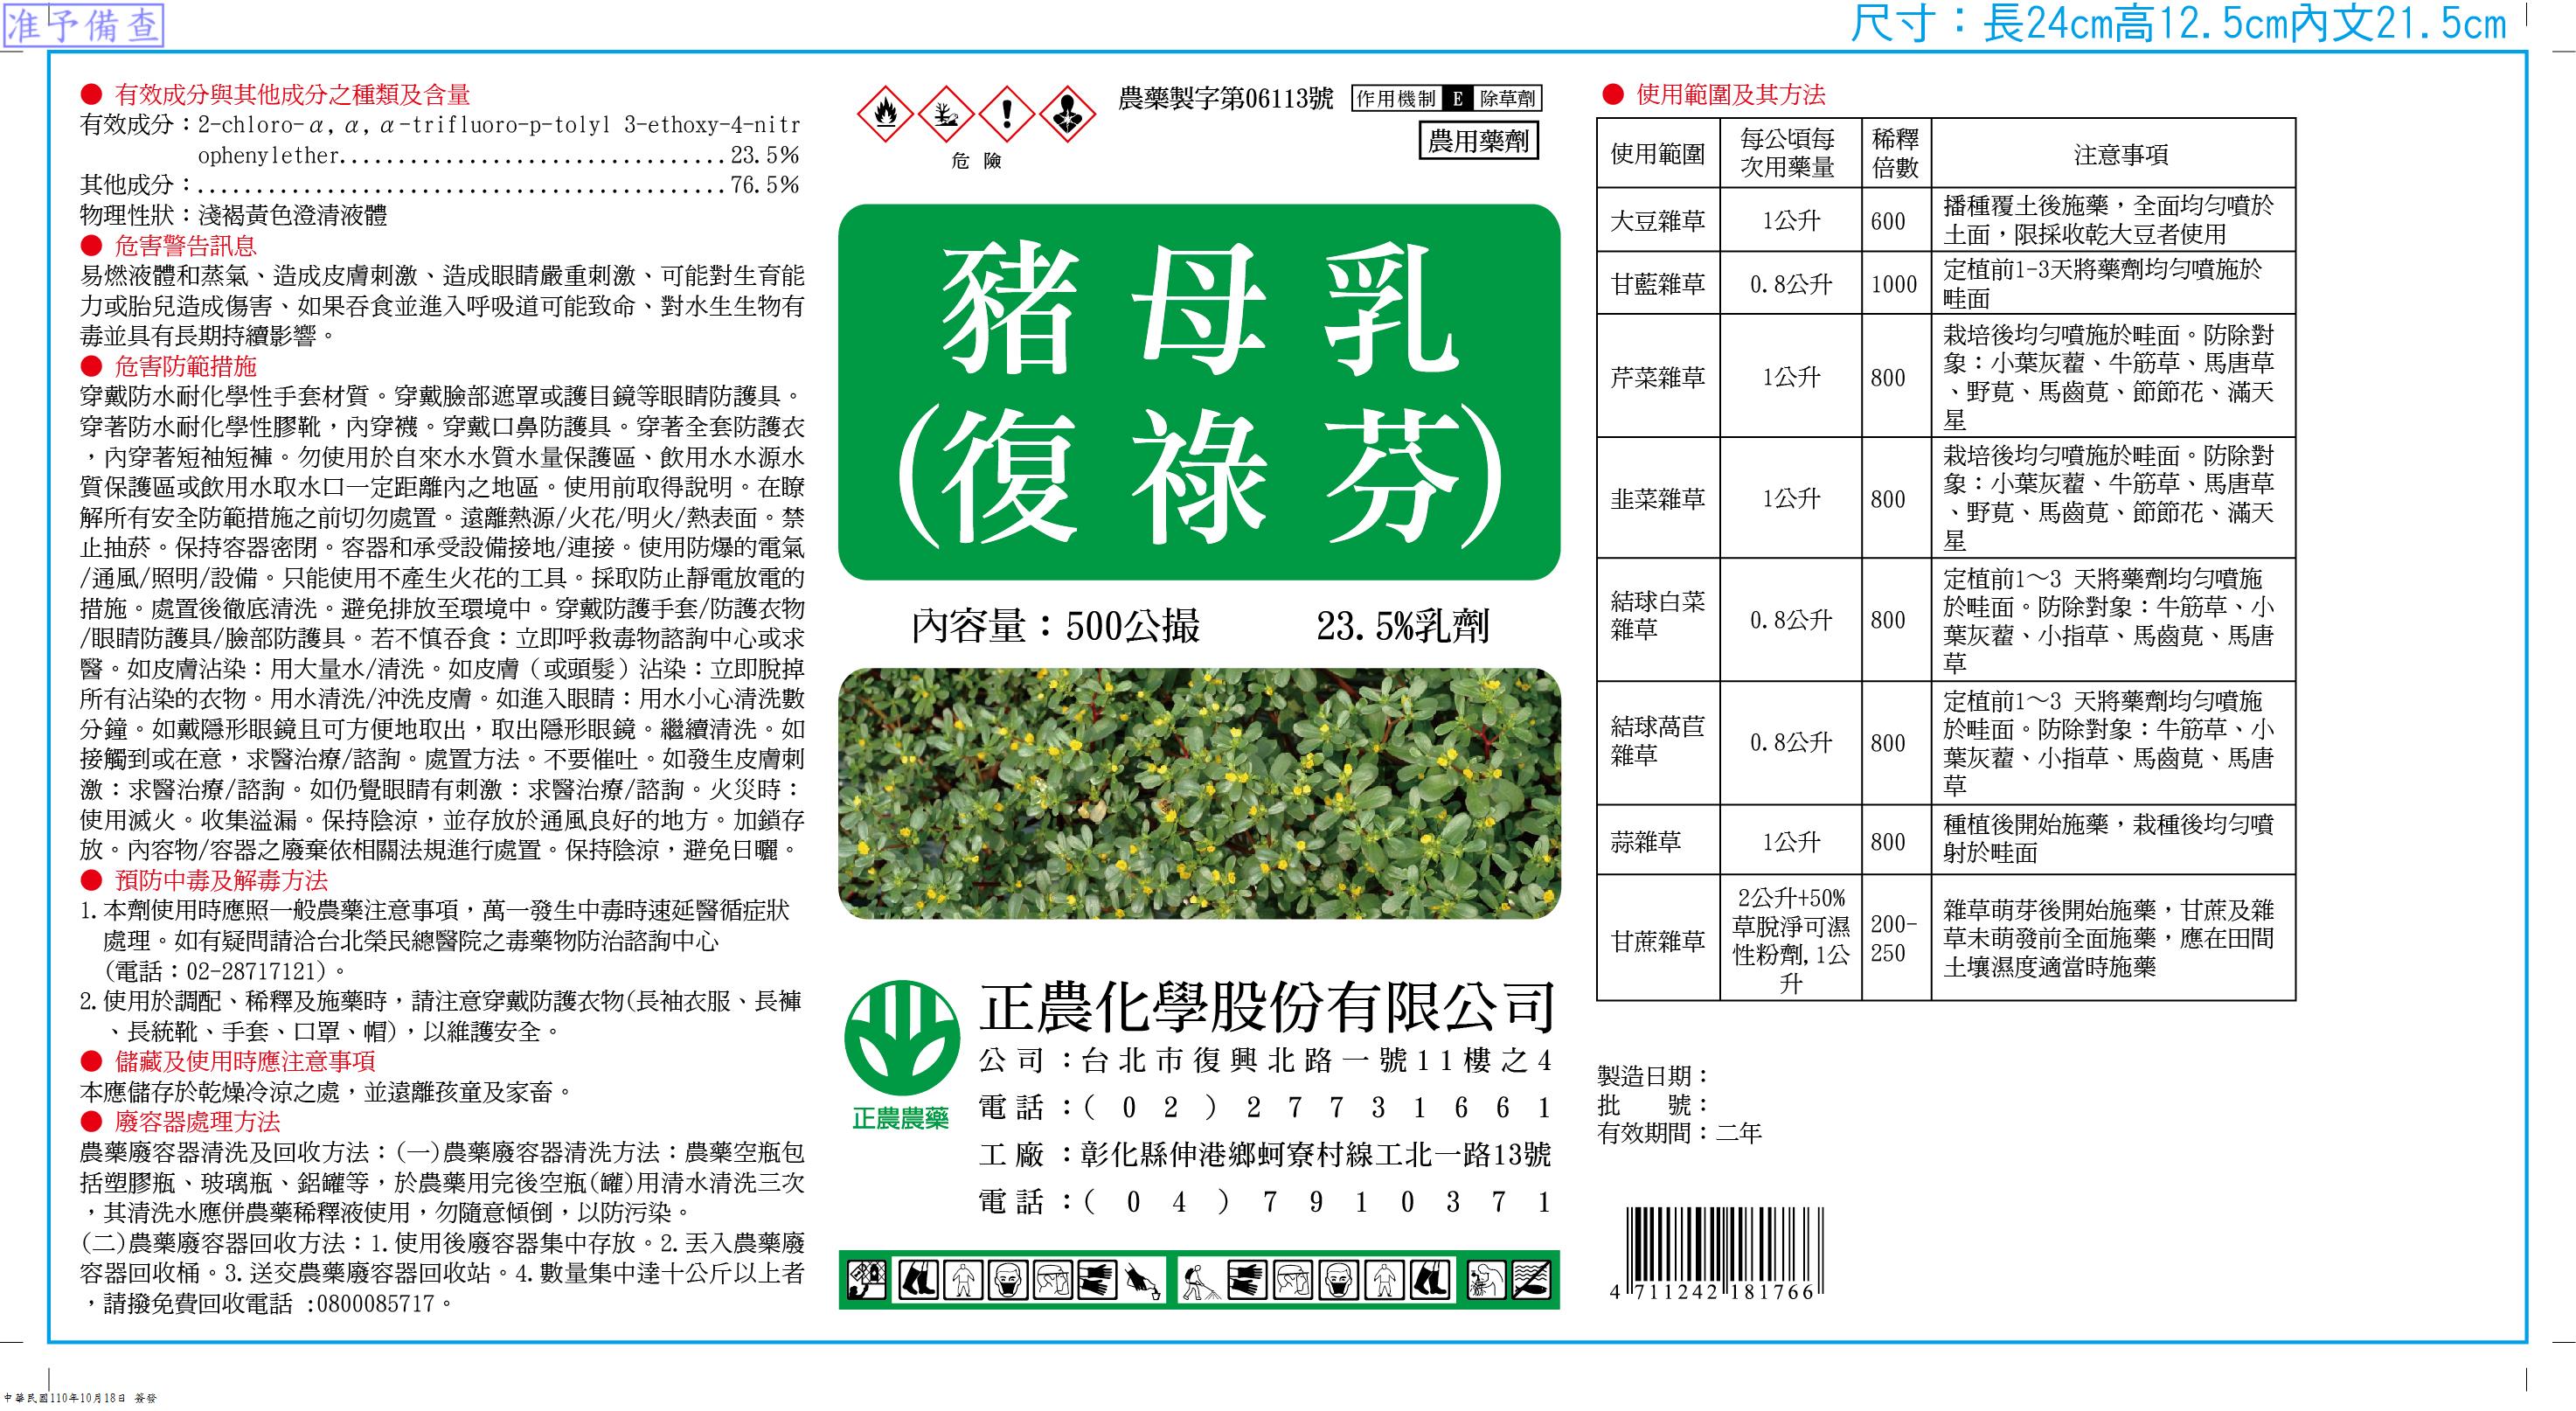 准予備查
尺寸：長24cm高12.5cm內文21.5cm
● 有效成分與其他成分之種類及含量
有效成分：2-chloro-α, α, α-trifluoro-p-tolyl 3-ethoxy-4-nitr
ophenylether.................................23.5%
其他成分：.............................................76.5%
物理性狀：淺褐黃色澄清液體
● 危害警告訊息
易燃液體和蒸氣、造成皮膚刺激、造成眼睛嚴重刺激、可能對生育能
力或胎兒造成傷害、如果吞食並進入呼吸道可能致命、對水生生物有
毒並具有長期持續影響。
● 危害防範措施
穿戴防水耐化學性手套材質。穿戴臉部遮罩或護目鏡等眼睛防護具。
穿著防水耐化學性膠靴，內穿襪。穿戴口鼻防護具。穿著全套防護衣
，內穿著短袖短褲。勿使用於自來水水質水量保護區、飲用水水源水
質保護區或飲用水取水口一定距離內之地區。使用前取得說明。在瞭
解所有安全防範措施之前切勿處置。遠離熱源/火花/明火/熱表面。禁
止抽菸。保持容器密閉。容器和承受設備接地/連接。使用防爆的電氣
/通風/照明/設備。只能使用不產生火花的工具。採取防止靜電放電的
措施。處置後徹底清洗。避免排放至環境中。穿戴防護手套/防護衣物
/眼睛防護具/臉部防護具。若不慎吞食：立即呼救毒物諮詢中心或求
醫。如皮膚沾染：用大量水/清洗。如皮膚（或頭髮）沾染：立即脫掉
所有沾染的衣物。用水清洗/沖洗皮膚。如進入眼睛：用水小心清洗數
分鐘。如戴隱形眼鏡且可方便地取出，取出隱形眼鏡。繼續清洗。如
接觸到或在意，求醫治療/諮詢。處置方法。不要催吐。如發生皮膚刺
激：求醫治療/諮詢。如仍覺眼睛有刺激：求醫治療/諮詢。火災時：
使用滅火。收集溢漏。保持陰涼，並存放於通風良好的地方。加鎖存
放。內容物/容器之廢棄依相關法規進行處置。保持陰涼，避免日曬。
● 預防中毒及解毒方法
1.本劑使用時應照一般農藥注意事項，萬一發生中毒時速延醫循症狀
處理。如有疑問請洽台北榮民總醫院之毒藥物防治諮詢中心
(電話：02-28717121)。
2.使用於調配、稀釋及施藥時，請注意穿戴防護衣物(長袖衣服、長褲
、長統靴、手套、口罩、帽)，以維護安全。
● 儲藏及使用時應注意事項
本應儲存於乾燥冷涼之處，並遠離孩童及家畜。
● 廢容器處理方法
農藥廢容器清洗及回收方法：(一)農藥廢容器清洗方法：農藥空瓶包
括塑膠瓶、玻璃瓶、鋁罐等，於農藥用完後空瓶(罐)用清水清洗三次
，其清洗水應併農藥稀釋液使用，勿隨意傾倒，以防污染。
(二)農藥廢容器回收方法：1.使用後廢容器集中存放。2.丟入農藥廢
容器回收桶。3.送交農藥廢容器回收站。4.數量集中達十公斤以上者
，請撥免費回收電話 :0800085717。
危 險
農藥製字第06113號
作用機制 E 除草劑
農用藥劑
豬母乳
(復祿芬)
內容量：500公撮 23.5%乳劑
正農農藥
正農化學股份有限公司
公司：台北市復興北路一號11樓之4
電話：(02)27731661
工廠：彰化縣伸港鄉蚵寮村線工北一路13號
電話：(04)7910371
● 使用範圍及其方法
使用範圍 每公頃每次用藥量 稀釋倍數 注意事項
大豆雜草 1公升 600 播種覆土後施藥，全面均勻噴於
土面，限採收乾大豆者使用
甘藍雜草 0.8公升 1000 定植前1-3天將藥劑均勻噴施於
畦面
芹菜雜草 1公升 800 栽培後均勻噴施於畦面。防除對
象：小葉灰藋、牛筋草、馬唐草
、野莧、馬齒莧、節節花、滿天
星
韭菜雜草 1公升 800 栽培後均勻噴施於畦面。防除對
象：小葉灰藋、牛筋草、馬唐草
、野莧、馬齒莧、節節花、滿天
星
結球白菜雜草 0.8公升 800 定植前1～3 天將藥劑均勻噴施
於畦面。防除對象：牛筋草、小
葉灰藋、小指草、馬齒莧、馬唐
草
結球萵苣雜草 0.8公升 800 定植前1～3 天將藥劑均勻噴施
於畦面。防除對象：牛筋草、小
葉灰藋、小指草、馬齒莧、馬唐
草
蒜雜草 1公升 800 種植後開始施藥，栽種後均勻噴
射於畦面
甘蔗雜草 2公升+50%草脫淨可濕性粉劑,1公升 200-250 雜草萌芽後開始施藥，甘蔗及雜
草未萌發前全面施藥，應在田間
土壤濕度適當時施藥
製造日期：
批　　號：
有效期間：二年
4 711242 181766
中華民國110年10月18日 簽發